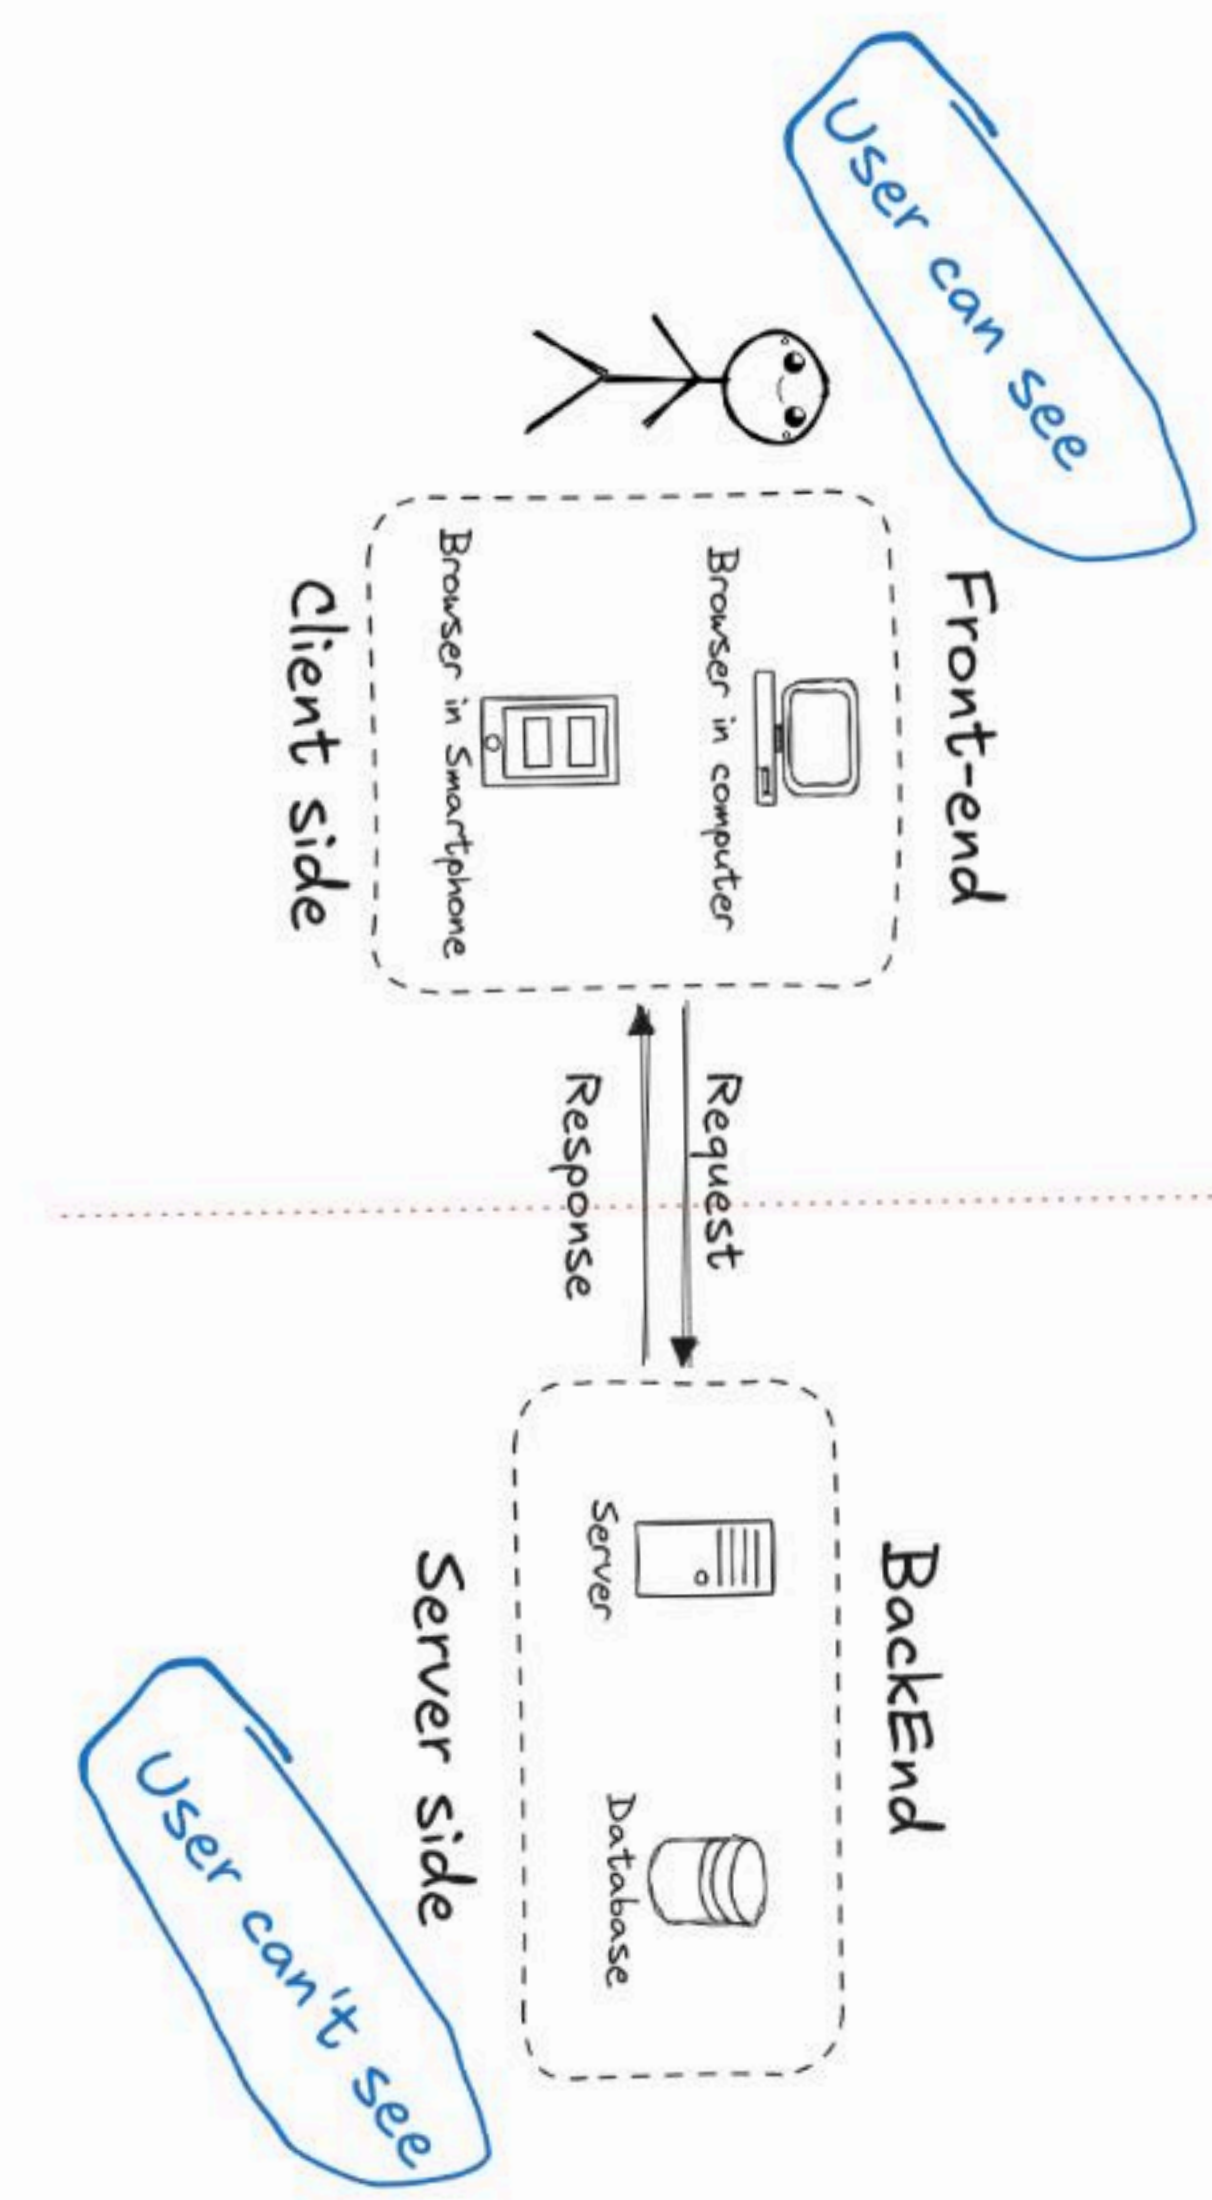 User can see
Front-end
Browser in computer
Browser in Smartphone
Client side
Request
Response
BackEnd
Server
Database
Server side
User can't see